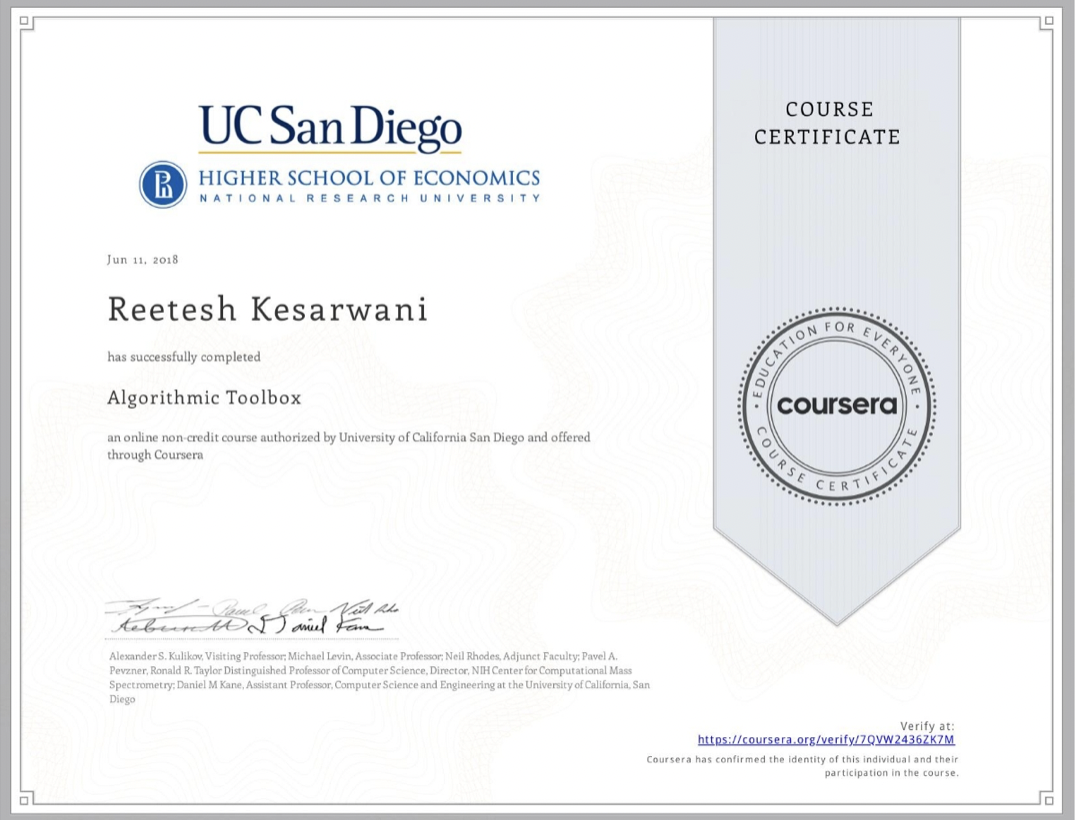 UC San Diego
HIGHER SCHOOL OF ECONOMICS
NATIONAL RESEARCH UNIVERSITY
COURSE
CERTIFICATE
Jun 11, 2018
Reetesh Kesarwani
has successfully completed
Algorithmic Toolbox
an online non-credit course authorized by University of California San Diego and offered
through Coursera
EDUCATION FOR EVERYONE
coursera
COURSE CERTIFICATE
Alexander S. Kulikov, Visiting Professor; Michael Levin, Associate Professor; Neil Rhodes, Adjunct Faculty; Pavel A.
Pevzner, Ronald R. Taylor Distinguished Professor of Computer Science, Director, NIH Center for Computational Mass
Spectrometry; Daniel M Kane, Assistant Professor, Computer Science and Engineering at the University of California, San
Diego
Verify at:
https://coursera.org/verify/7QVW2436ZK7M
Coursera has confirmed the identity of this individual and their
participation in the course.